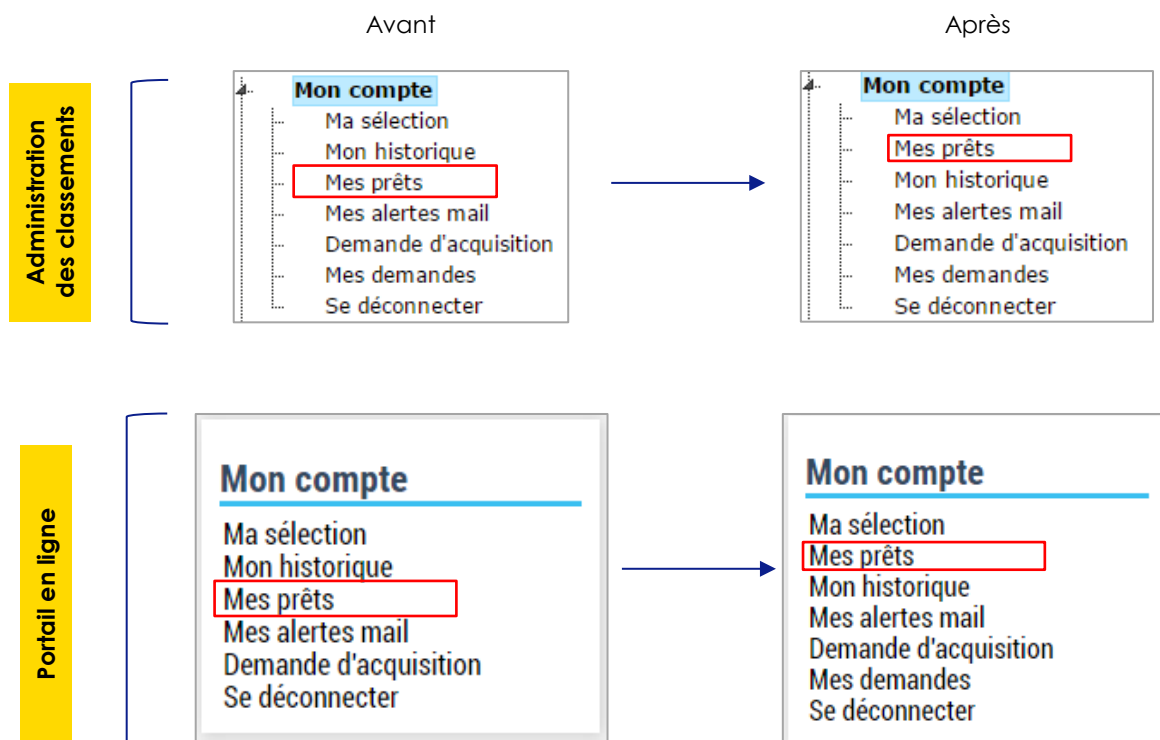 Avant
Après
Administration
des classements
Mon compte
Ma sélection
Mon historique
Mes prêts
Mes alertes mail
Demande d'acquisition
Mes demandes
Se déconnecter
Mon compte
Ma sélection
Mes prêts
Mon historique
Mes alertes mail
Demande d'acquisition
Mes demandes
Se déconnecter
Portail en ligne
Mon compte
Ma sélection
Mon historique
Mes prêts
Mes alertes mail
Demande d'acquisition
Se déconnecter
Mon compte
Ma sélection
Mes prêts
Mon historique
Mes alertes mail
Demande d'acquisition
Mes demandes
Se déconnecter